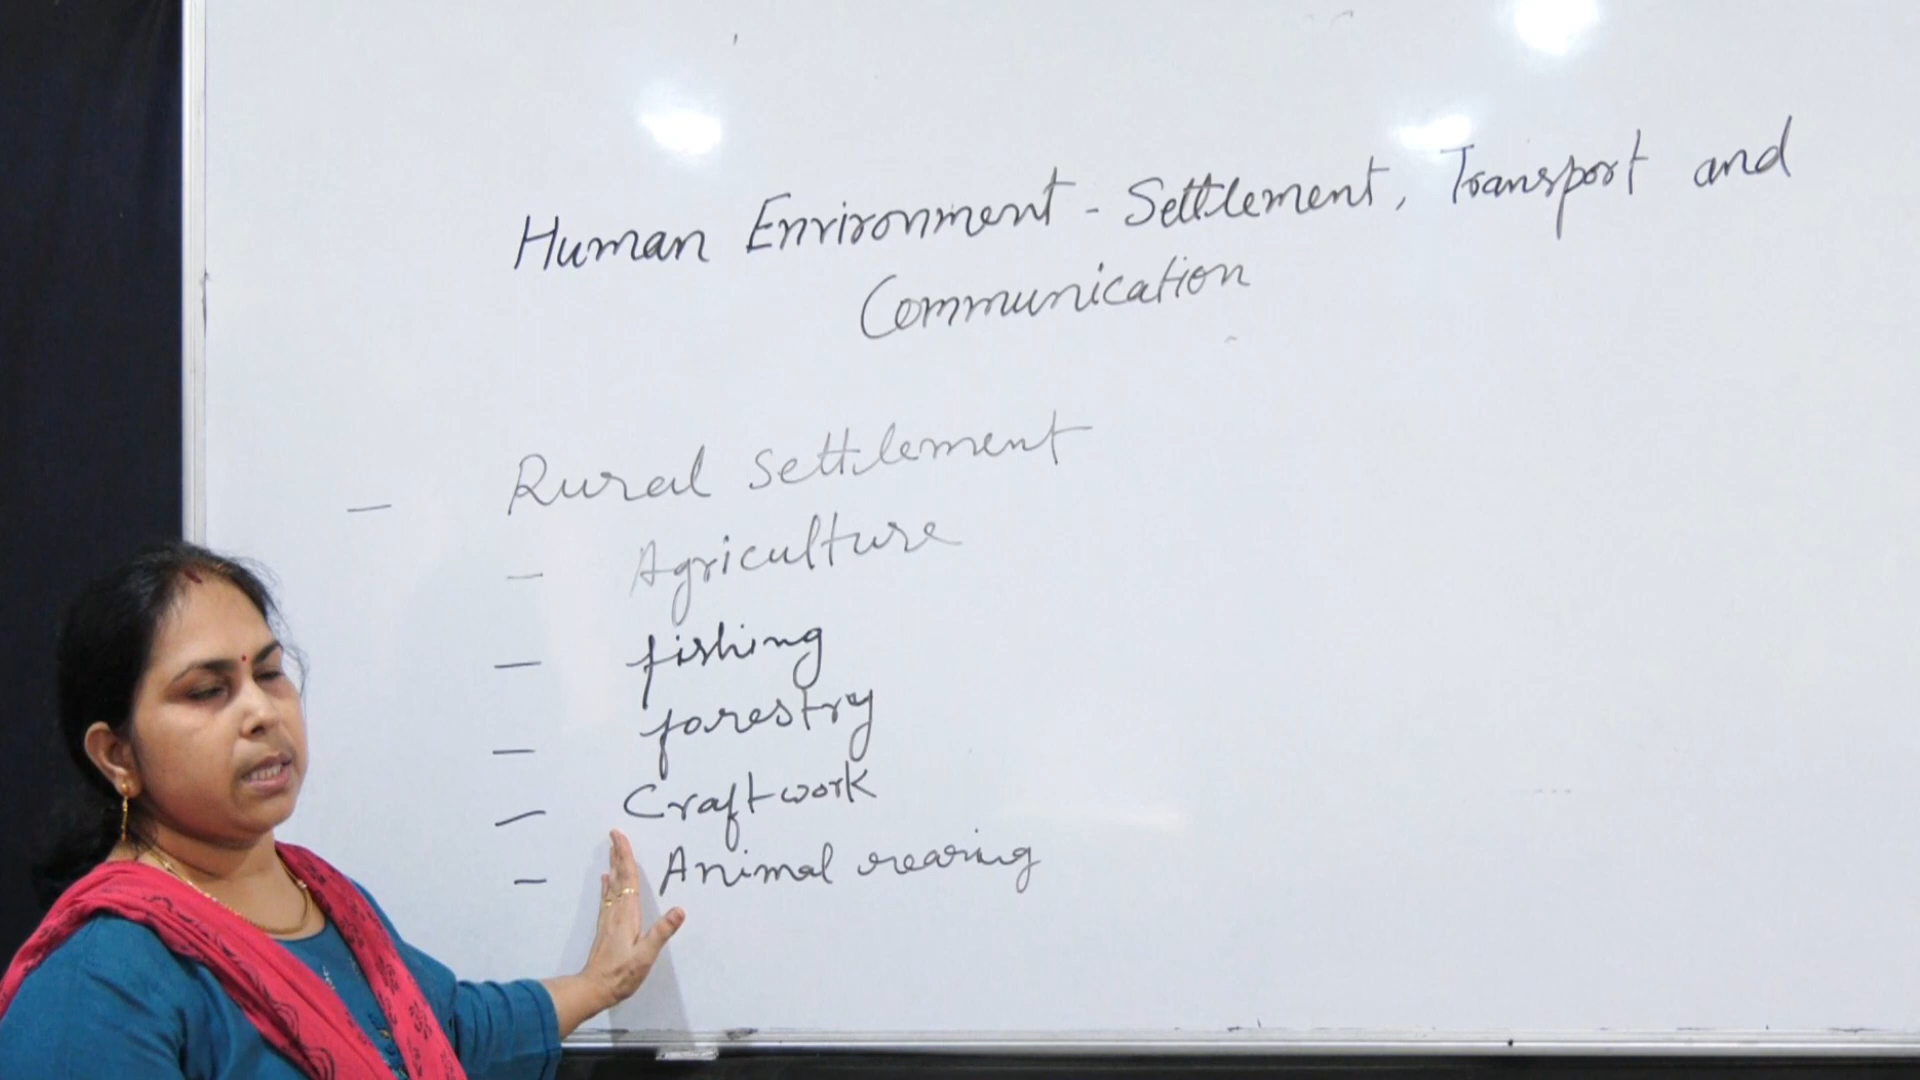 Human Environment - Settlement, Transport and
Communication
- Rural settlement
- Agriculture
- fishing
- forestry
- Craftwork
- Animal rearing